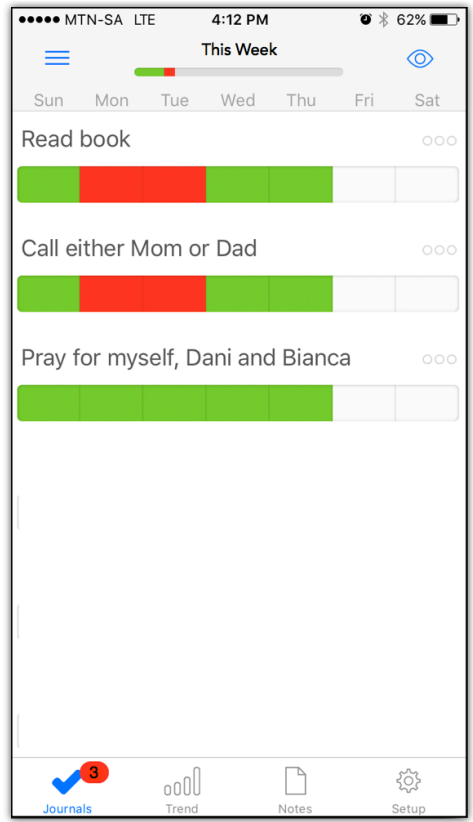 MTN-SA LTE 4:12 PM 62%
This Week
Sun Mon Tue Wed Thu Fri Sat
Read book
Call either Mom or Dad
Pray for myself, Dani and Bianca
3
Journals Trend Notes Setup